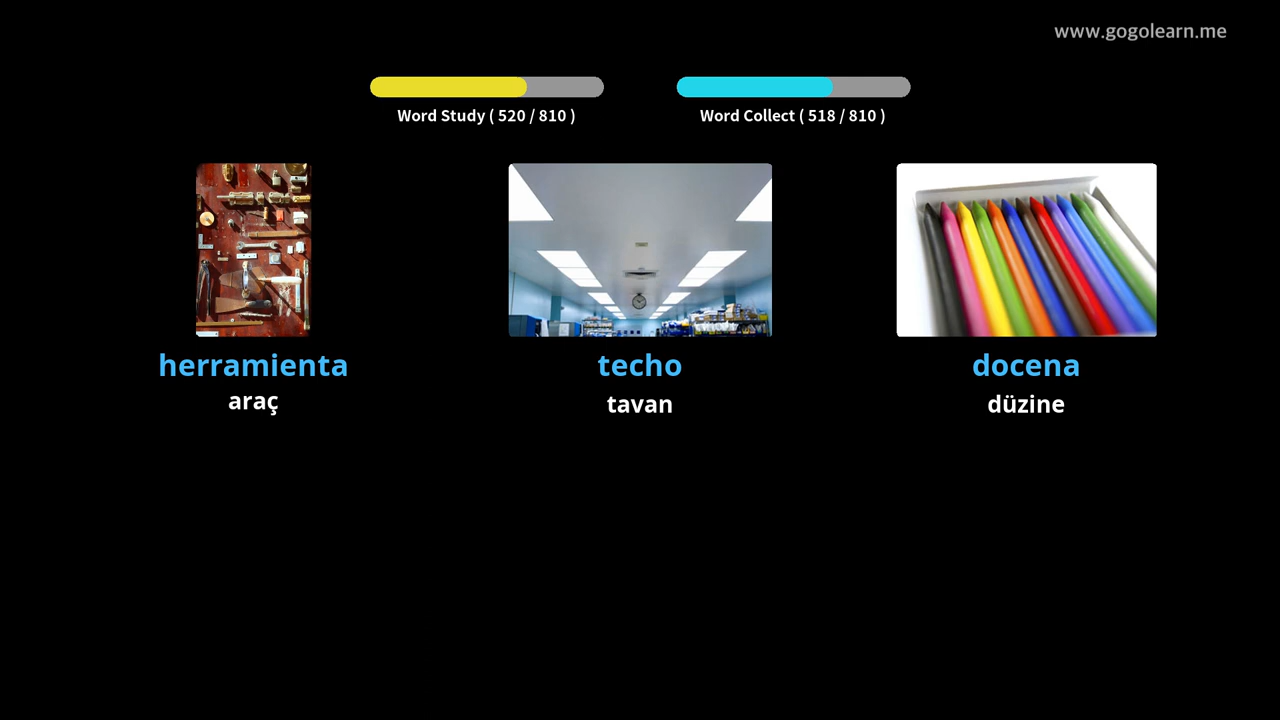 www.gogolearn.me
Word Study ( 520 / 810 )
Word Collect ( 518 / 810 )
herramienta
araç
techo
tavan
docena
düzine